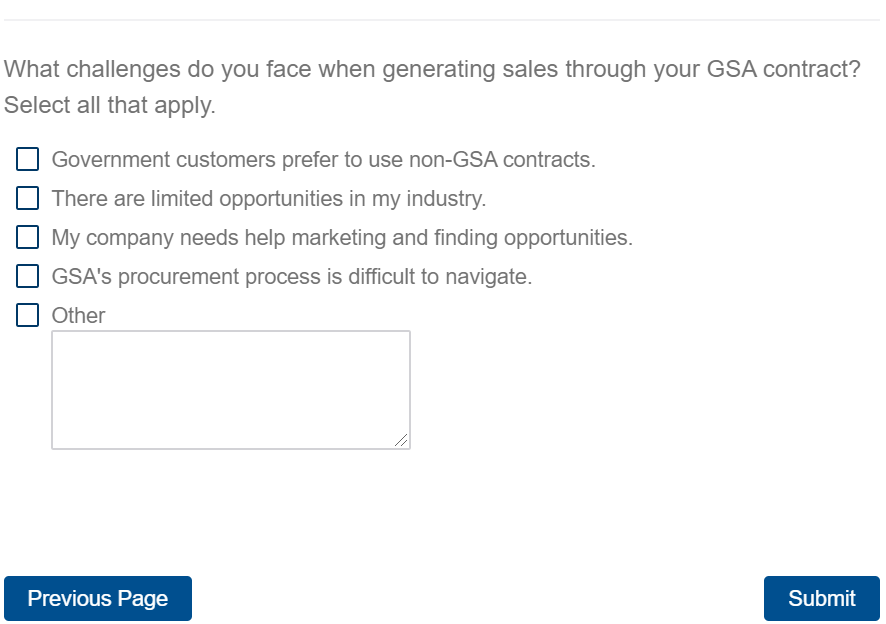 What challenges do you face when generating sales through your GSA contract?
Select all that apply.
Government customers prefer to use non-GSA contracts.
There are limited opportunities in my industry.
My company needs help marketing and finding opportunities.
GSA's procurement process is difficult to navigate.
Other
Previous Page
Submit